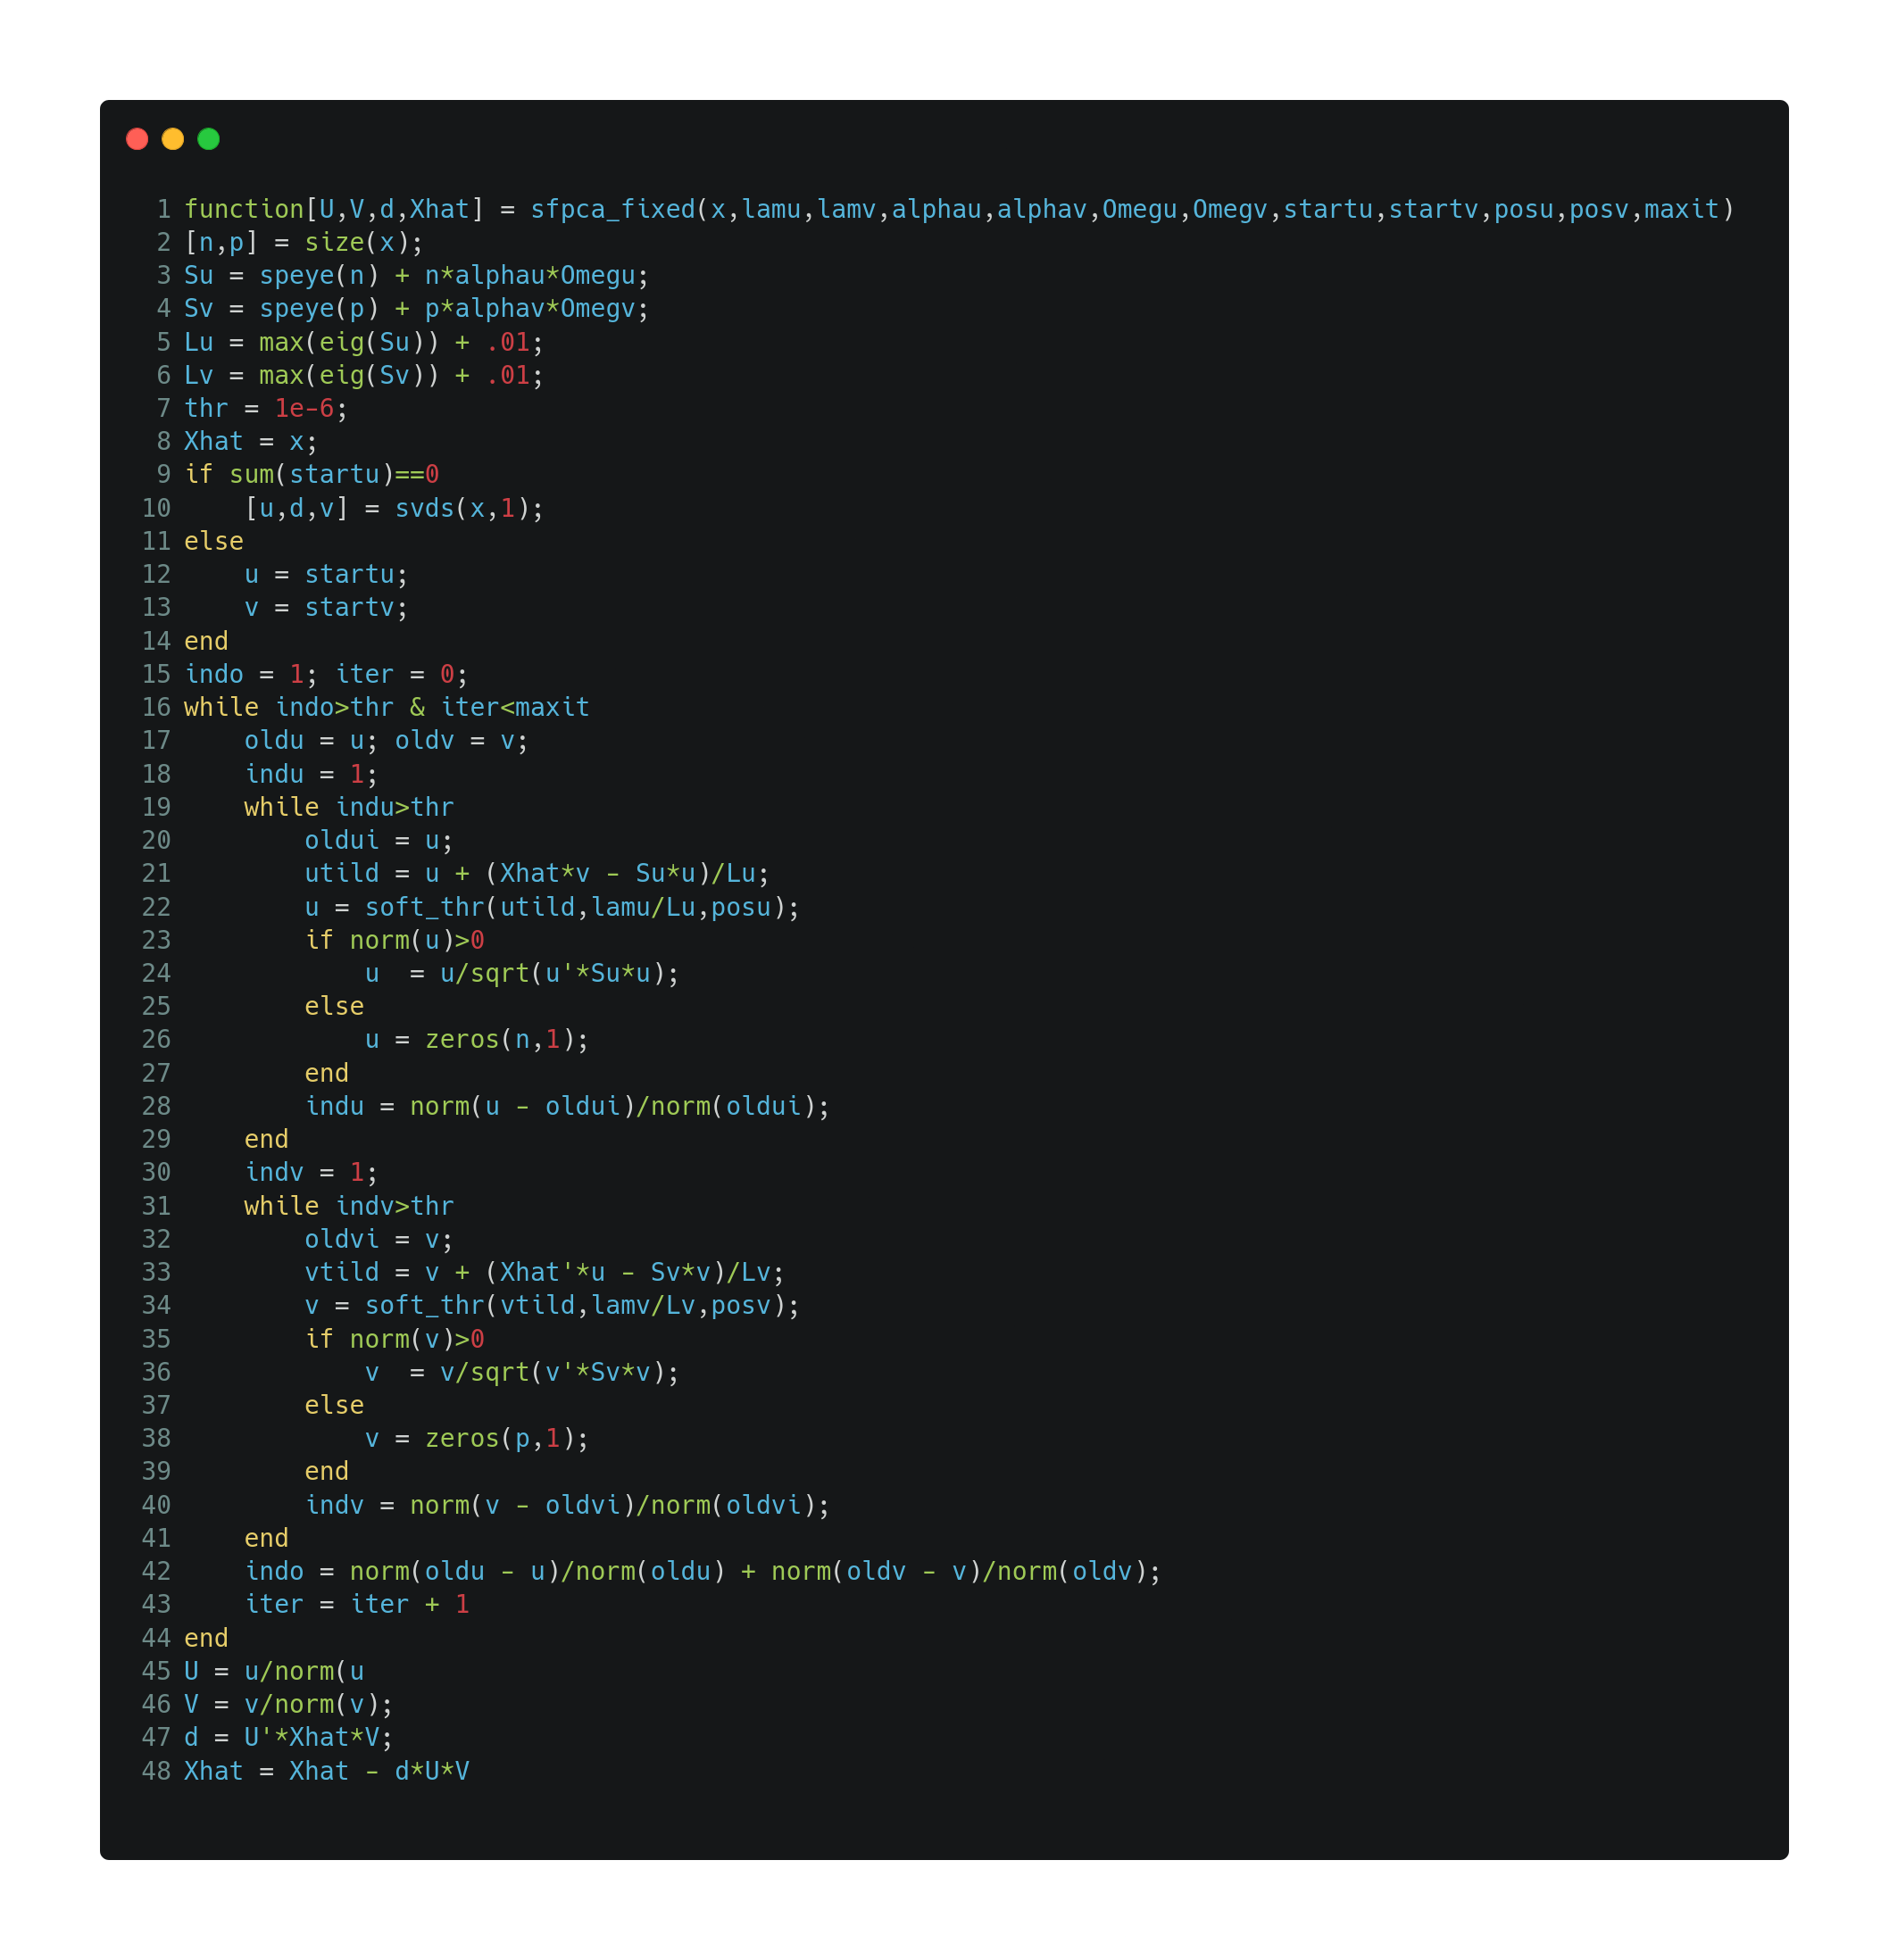 1 function[U,V,d,Xhat] = sfpca_fixed(x,lamu,lamv,alphau,alphav,Omegu,Omegv,startu,startv,posu,posv,maxit)
2 [n,p] = size(x);
3 Su = speye(n) + n*alphau*Omegu;
4 Sv = speye(p) + p*alphav*Omegv;
5 Lu = max(eig(Su)) + .01;
6 Lv = max(eig(Sv)) + .01;
7 thr = 1e-6;
8 Xhat = x;
9 if sum(startu)==0
10     [u,d,v] = svds(x,1);
11 else
12     u = startu;
13     v = startv;
14 end
15 indo = 1; iter = 0;
16 while indo>thr & iter<maxit
17     oldu = u; oldv = v;
18     indu = 1;
19     while indu>thr
20         oldui = u;
21         utild = u + (Xhat*v - Su*u)/Lu;
22         u = soft_thr(utild,lamu/Lu,posu);
23         if norm(u)>0
24             u  = u/sqrt(u'*Su*u);
25         else
26             u = zeros(n,1);
27         end
28         indu = norm(u - oldui)/norm(oldui);
29     end
30     indv = 1;
31     while indv>thr
32         oldvi = v;
33         vtild = v + (Xhat'*u - Sv*v)/Lv;
34         v = soft_thr(vtild,lamv/Lv,posv);
35         if norm(v)>0
36             v  = v/sqrt(v'*Sv*v);
37         else
38             v = zeros(p,1);
39         end
40         indv = norm(v - oldvi)/norm(oldvi);
41     end
42     indo = norm(oldu - u)/norm(oldu) + norm(oldv - v)/norm(oldv);
43     iter = iter + 1
44 end
45 U = u/norm(u
46 V = v/norm(v);
47 d = U'*Xhat*V;
48 Xhat = Xhat - d*U*V